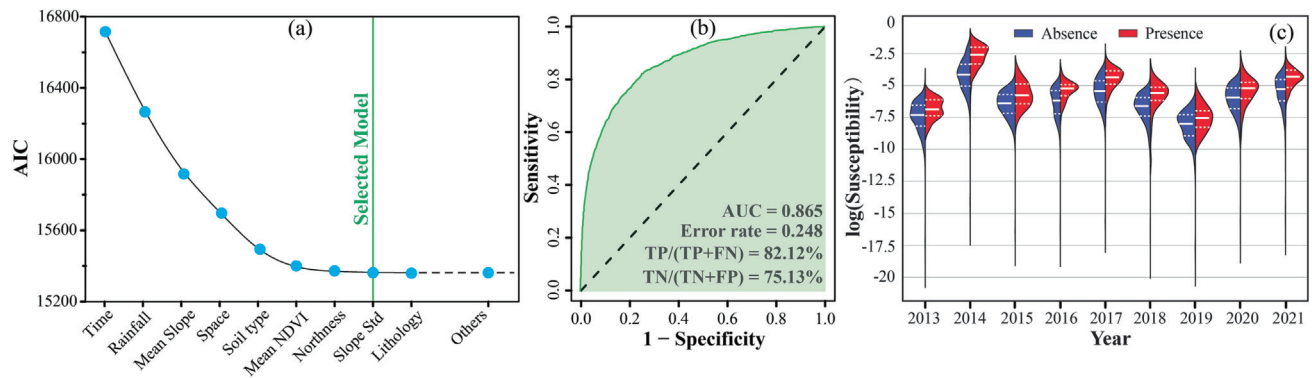 (a)
16800
16400
16000
15600
15200
AIC
Selected Model
Time
Rainfall
Mean Slope
Space
Soil type
Mean NDVI
Northness
Slope Std
Lithology
Others
(b)
1.0
0.8
0.6
0.4
0.2
0.0
Sensitivity
AUC = 0.865
Error rate = 0.248
TP/(TP+FN) = 82.12%
TN/(TN+FP) = 75.13%
0.0 0.2 0.4 0.6 0.8 1.0
1 − Specificity
(c)
Absence Presence
0
-2.5
-5
-7.5
-10
-12.5
-15
-17.5
-20
log(Susceptibility)
2013 2014 2015 2016 2017 2018 2019 2020 2021
Year